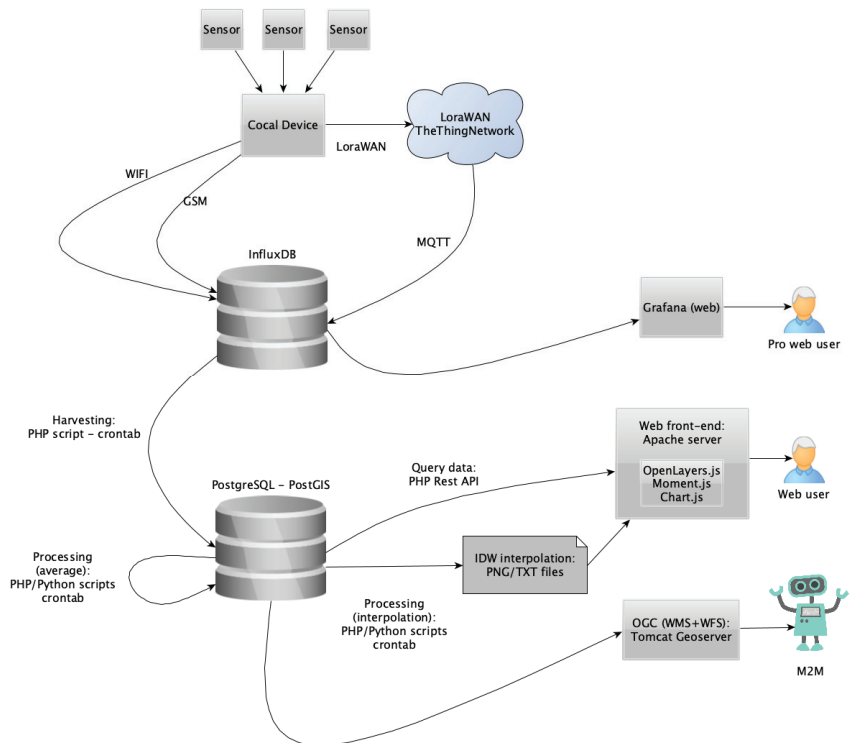 Sensor
Sensor
Sensor
Cocal Device
LoraWAN
TheThingNetwork
LoraWAN
WIFI
GSM
MQTT
InfluxDB
Grafana (web)
Pro web user
Harvesting:
PHP script - crontab
Web front-end:
Apache server
OpenLayers.js
Moment.js
Chart.js
Web user
Query data:
PHP Rest API
PostgreSQL - PostGIS
Processing
(average):
PHP/Python scripts
crontab
IDW interpolation:
PNG/TXT files
Processing
(interpolation):
PHP/Python scripts
crontab
OGC (WMS+WFS):
Tomcat Geoserver
M2M